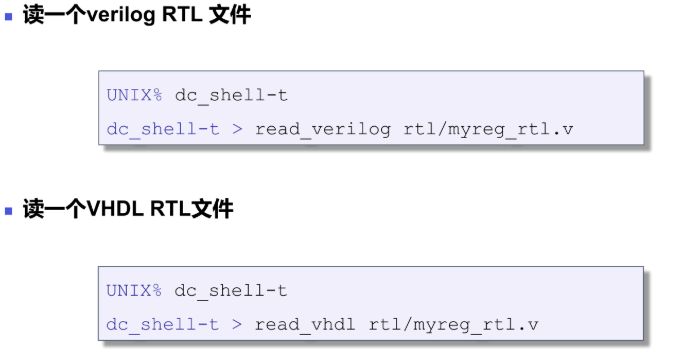 读一个verilog RTL 文件
UNIX% dc_shell-t
dc_shell-t > read_verilog rtl/myreg_rtl.v
读一个VHDL RTL文件
UNIX% dc_shell-t
dc_shell-t > read_vhdl rtl/myreg_rtl.v